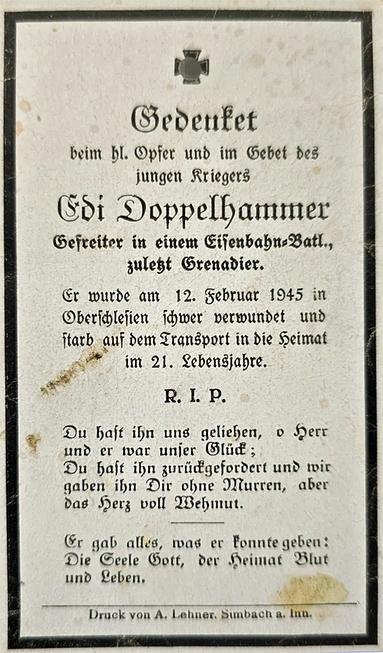 Gedenket
beim hl. Opfer und im Gebet des
jungen Kriegers
Edi Doppelhammer
Gefreiter in einem Eisenbahn-Batl.,
zuletzt Grenadier.
Er wurde am 12. Februar 1945 in
Oberschlesien schwer verwundet und
starb auf dem Transport in die Heimat
im 21. Lebensjahre.
R. I. P.
Du hast ihn uns geliehen, o Herr
und er war unser Glück;
Du hast ihn zurückgefordert und wir
gaben ihn Dir ohne Murren, aber
das Herz voll Wehmut.
Er gab alles, was er konnte geben:
Die Seele Gott, der Heimat Blut
und Leben.
Druck von A. Lehner, Simbach a. Inn.